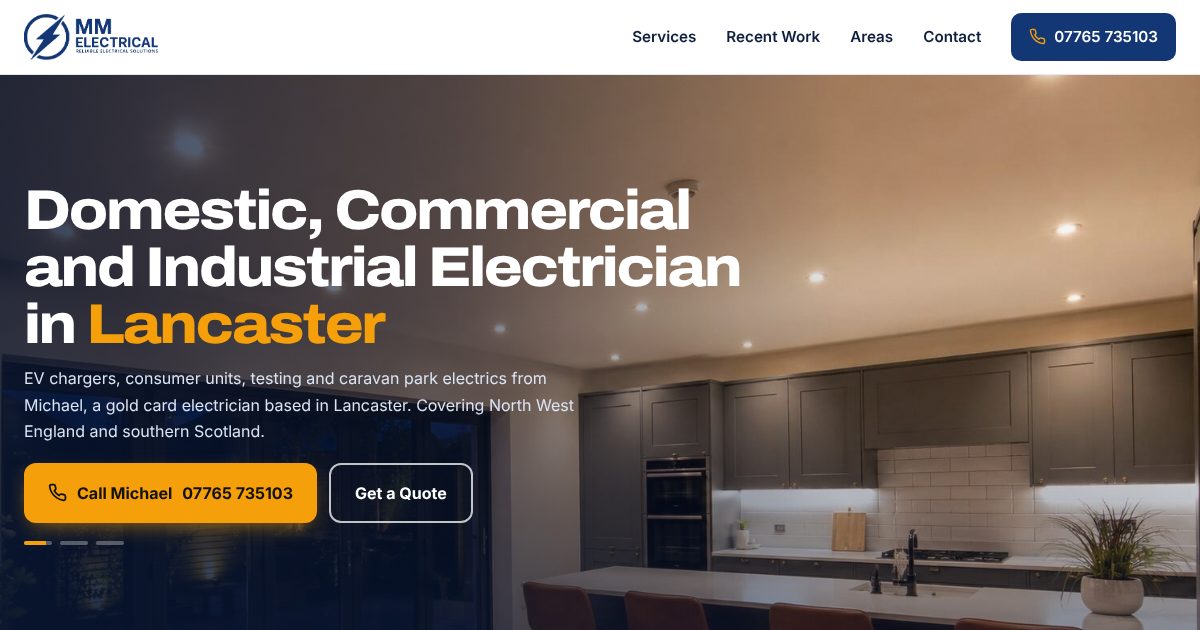 MM
ELECTRICAL
RELIABLE ELECTRICAL SOLUTIONS
Services
Recent Work
Areas
Contact
07765 735103
Domestic, Commercial
and Industrial Electrician
in Lancaster
EV chargers, consumer units, testing and caravan park electrics from
Michael, a gold card electrician based in Lancaster. Covering North West
England and southern Scotland.
Call Michael 07765 735103
Get a Quote